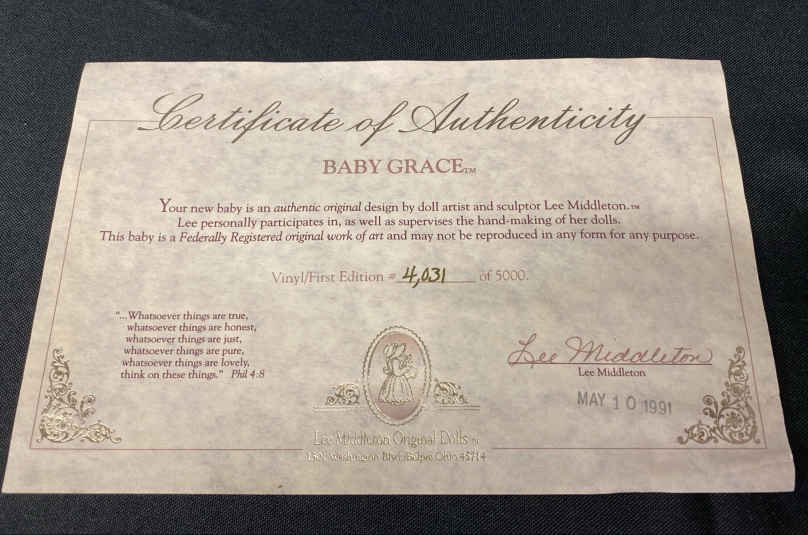 Certificate of Authenticity
BABY GRACE™
Your new baby is an authentic original design by doll artist and sculptor Lee Middleton.™
Lee personally participates in, as well as supervises the hand-making of her dolls.
This baby is a Federally Registered original work of art and may not be reproduced in any form for any purpose.
Vinyl/First Edition # 4,031 of 5000.
"...Whatsoever things are true,
whatsoever things are honest,
whatsoever things are just,
whatsoever things are pure,
whatsoever things are lovely,
think on these things." Phil 4:8
Lee Middleton
Lee Middleton
MAY 10 1991
Lee Middleton Original Dolls
1301 Washington Blvd., Belpre, Ohio 45714